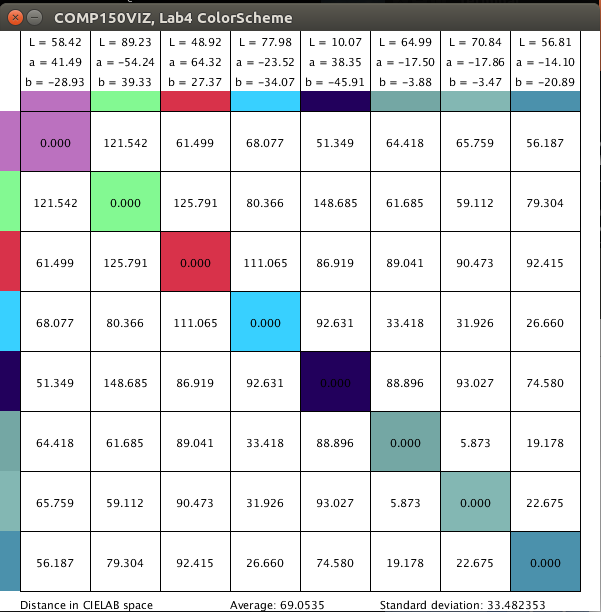 COMP150VIZ, Lab4 ColorScheme
L = 58.42 L = 89.23 L = 48.92 L = 77.98 L = 10.07 L = 64.99 L = 70.84 L = 56.81
a = 41.49 a = −54.24 a = 64.32 a = −23.52 a = 38.35 a = −17.50 a = −17.86 a = −14.10
b = −28.93 b = 39.33 b = 27.37 b = −34.07 b = −45.91 b = −3.88 b = −3.47 b = −20.89
0.000 121.542 61.499 68.077 51.349 64.418 65.759 56.187
121.542 0.000 125.791 80.366 148.685 61.685 59.112 79.304
61.499 125.791 0.000 111.065 86.919 89.041 90.473 92.415
68.077 80.366 111.065 0.000 92.631 33.418 31.926 26.660
51.349 148.685 86.919 92.631 0.000 88.896 93.027 74.580
64.418 61.685 89.041 33.418 88.896 0.000 5.873 19.178
65.759 59.112 90.473 31.926 93.027 5.873 0.000 22.675
56.187 79.304 92.415 26.660 74.580 19.178 22.675 0.000
Distance in CIELAB space Average: 69.0535 Standard deviation: 33.482353